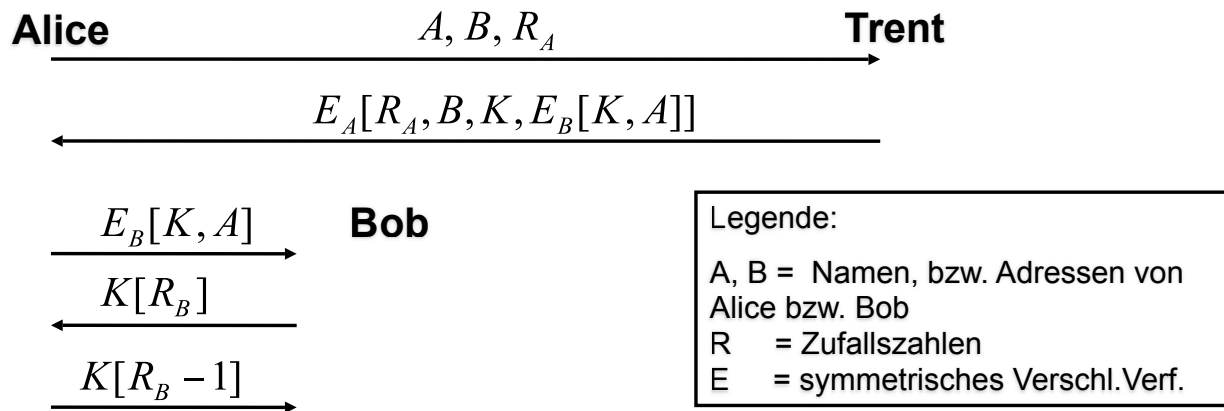 Alice A, B, R_A Trent
E_A[R_A, B, K, E_B[K, A]]
E_B[K, A] Bob
K[R_B]
K[R_B − 1]
Legende:
A, B = Namen, bzw. Adressen von
Alice bzw. Bob
R = Zufallszahlen
E = symmetrisches Verschl.Verf.